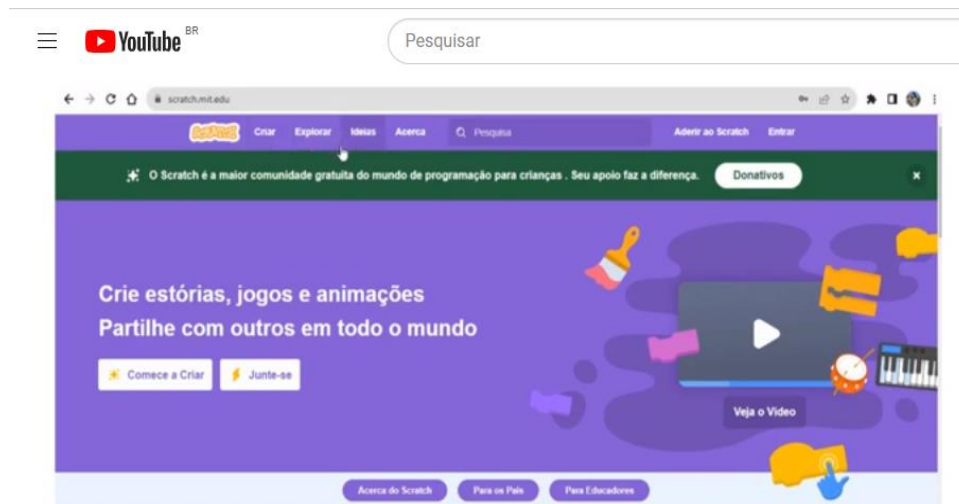 YouTube BR
Pesquisar
scratch.mit.edu
SCRATCH Criar Explorar Ideias Acerca Pesquisa Aderir ao Scratch Entrar
O Scratch é a maior comunidade gratuita do mundo de programação para crianças . Seu apoio faz a diferença. Donativos
Crie estórias, jogos e animações
Partilhe com outros em todo o mundo
Comece a Criar Junte-se
Veja o Video
Acerca do Scratch Para os Pais Para Educadores